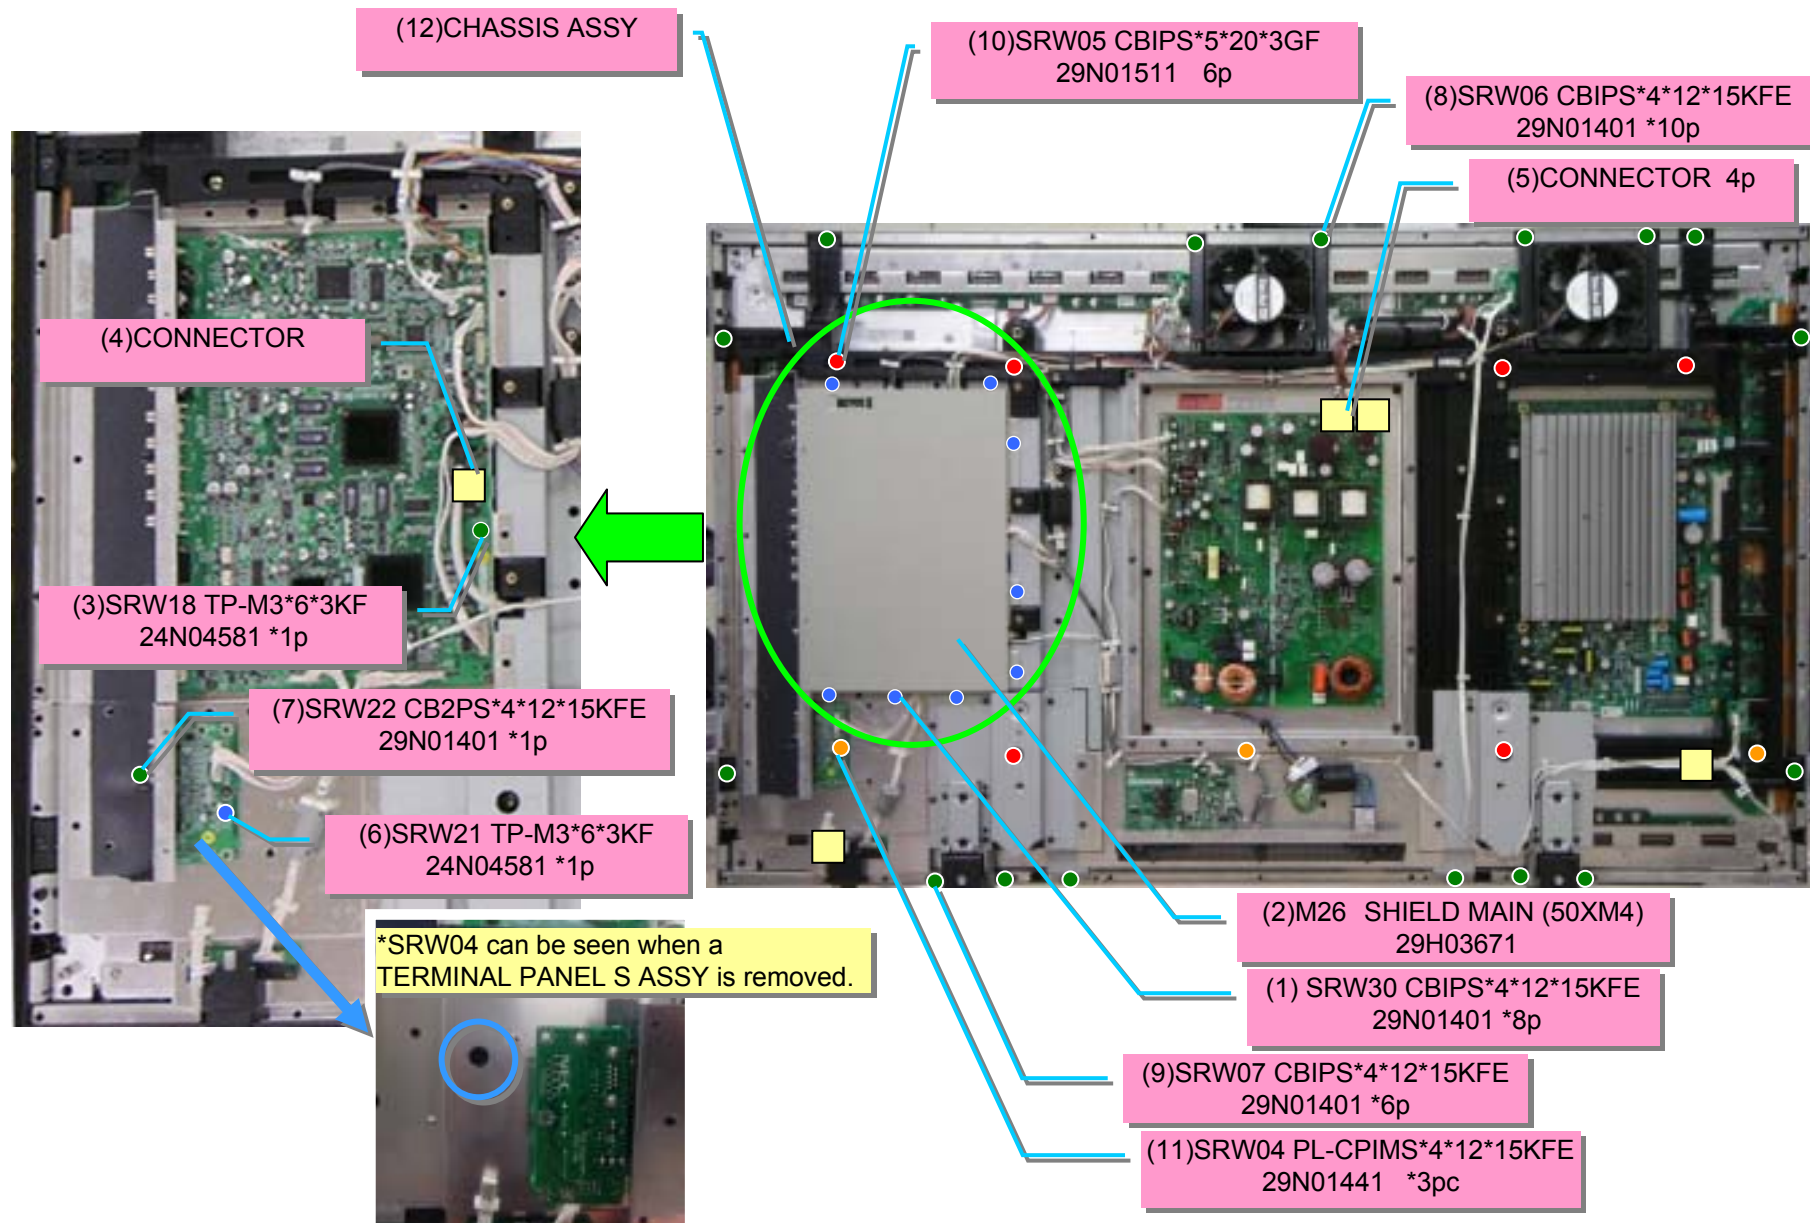 (12)CHASSIS ASSY
(10)SRW05 CBIPS*5*20*3GF
29N01511 6p
(8)SRW06 CBIPS*4*12*15KFE
29N01401 *10p
(5)CONNECTOR 4p
(4)CONNECTOR
(3)SRW18 TP-M3*6*3KF
24N04581 *1p
(7)SRW22 CB2PS*4*12*15KFE
29N01401 *1p
(6)SRW21 TP-M3*6*3KF
24N04581 *1p
*SRW04 can be seen when a
TERMINAL PANEL S ASSY is removed.
(2)M26 SHIELD MAIN (50XM4)
29H03671
(1) SRW30 CBIPS*4*12*15KFE
29N01401 *8p
(9)SRW07 CBIPS*4*12*15KFE
29N01401 *6p
(11)SRW04 PL-CPIMS*4*12*15KFE
29N01441 *3pc